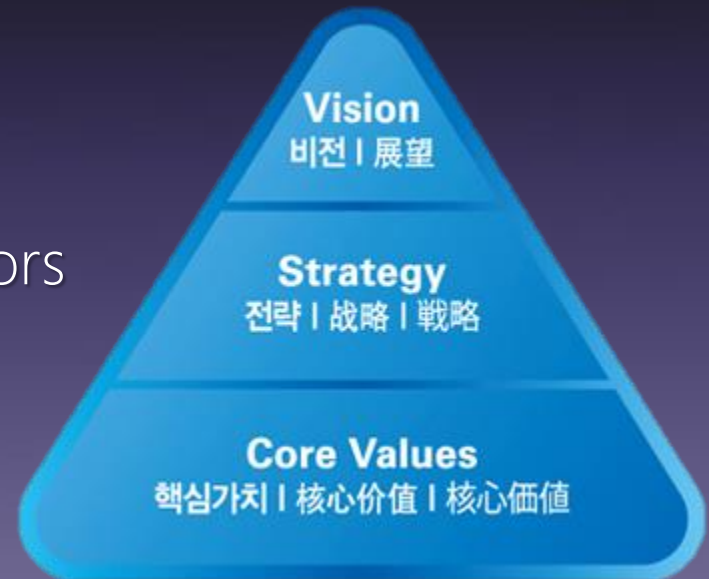 Vision
비전 | 展望
ors
Strategy
전략 | 战略 | 戦略
Core Values
핵심가치 | 核心价值 | 核心価値